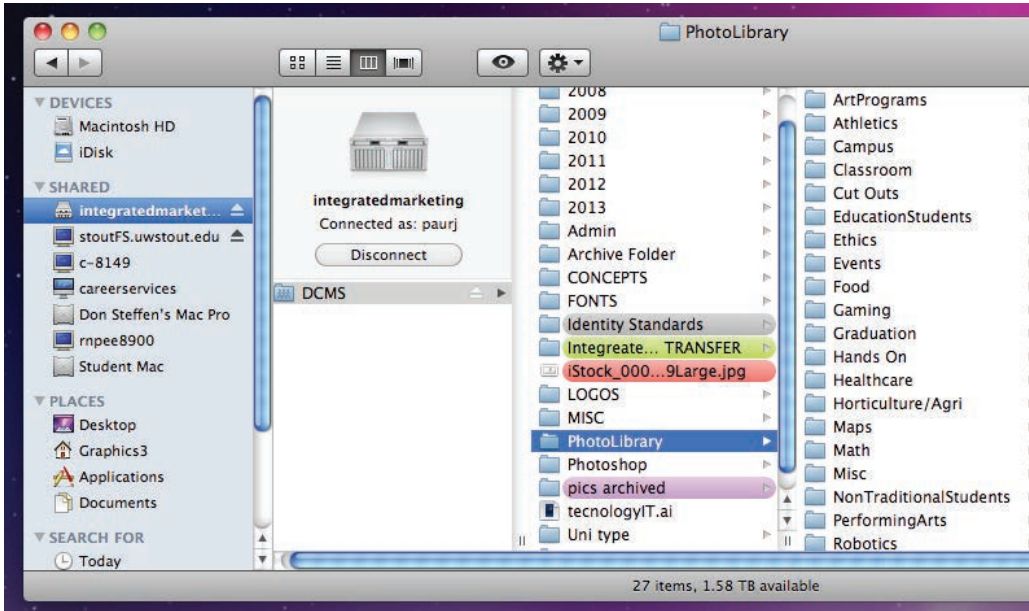 PhotoLibrary
DEVICES
Macintosh HD
iDisk
SHARED
integratedmarket...
stoutFS.uwstout.edu
c-8149
careerservices
Don Steffen's Mac Pro
rnpee8900
Student Mac
PLACES
Desktop
Graphics3
Applications
Documents
SEARCH FOR
Today
integratedmarketing
Connected as: paurj
Disconnect
DCMS
2008
2009
2010
2011
2012
2013
Admin
Archive Folder
CONCEPTS
FONTS
Identity Standards
Integreate... TRANSFER
iStock_000...9Large.jpg
LOGOS
MISC
PhotoLibrary
Photoshop
pics archived
tecnologyIT.ai
Uni type
ArtPrograms
Athletics
Campus
Classroom
Cut Outs
EducationStudents
Ethics
Events
Food
Gaming
Graduation
Hands On
Healthcare
Horticulture/Agri
Maps
Math
Misc
NonTraditionalStudents
PerformingArts
Robotics
27 items, 1.58 TB available